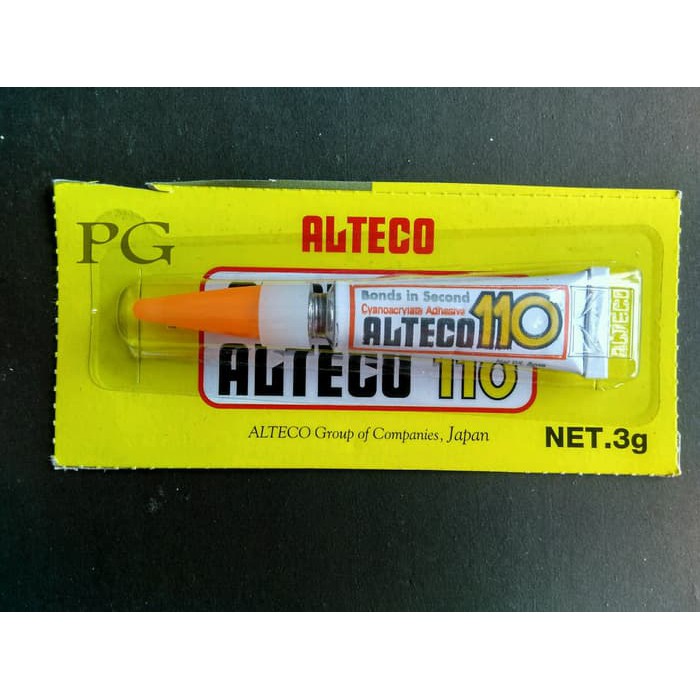 PG
ALTECO
Bonds in Second
Cyanoacrylate Adhesive
ALTECO 110
ALTECO
ALTECO 110
ALTECO Group of Companies, Japan
NET.3g